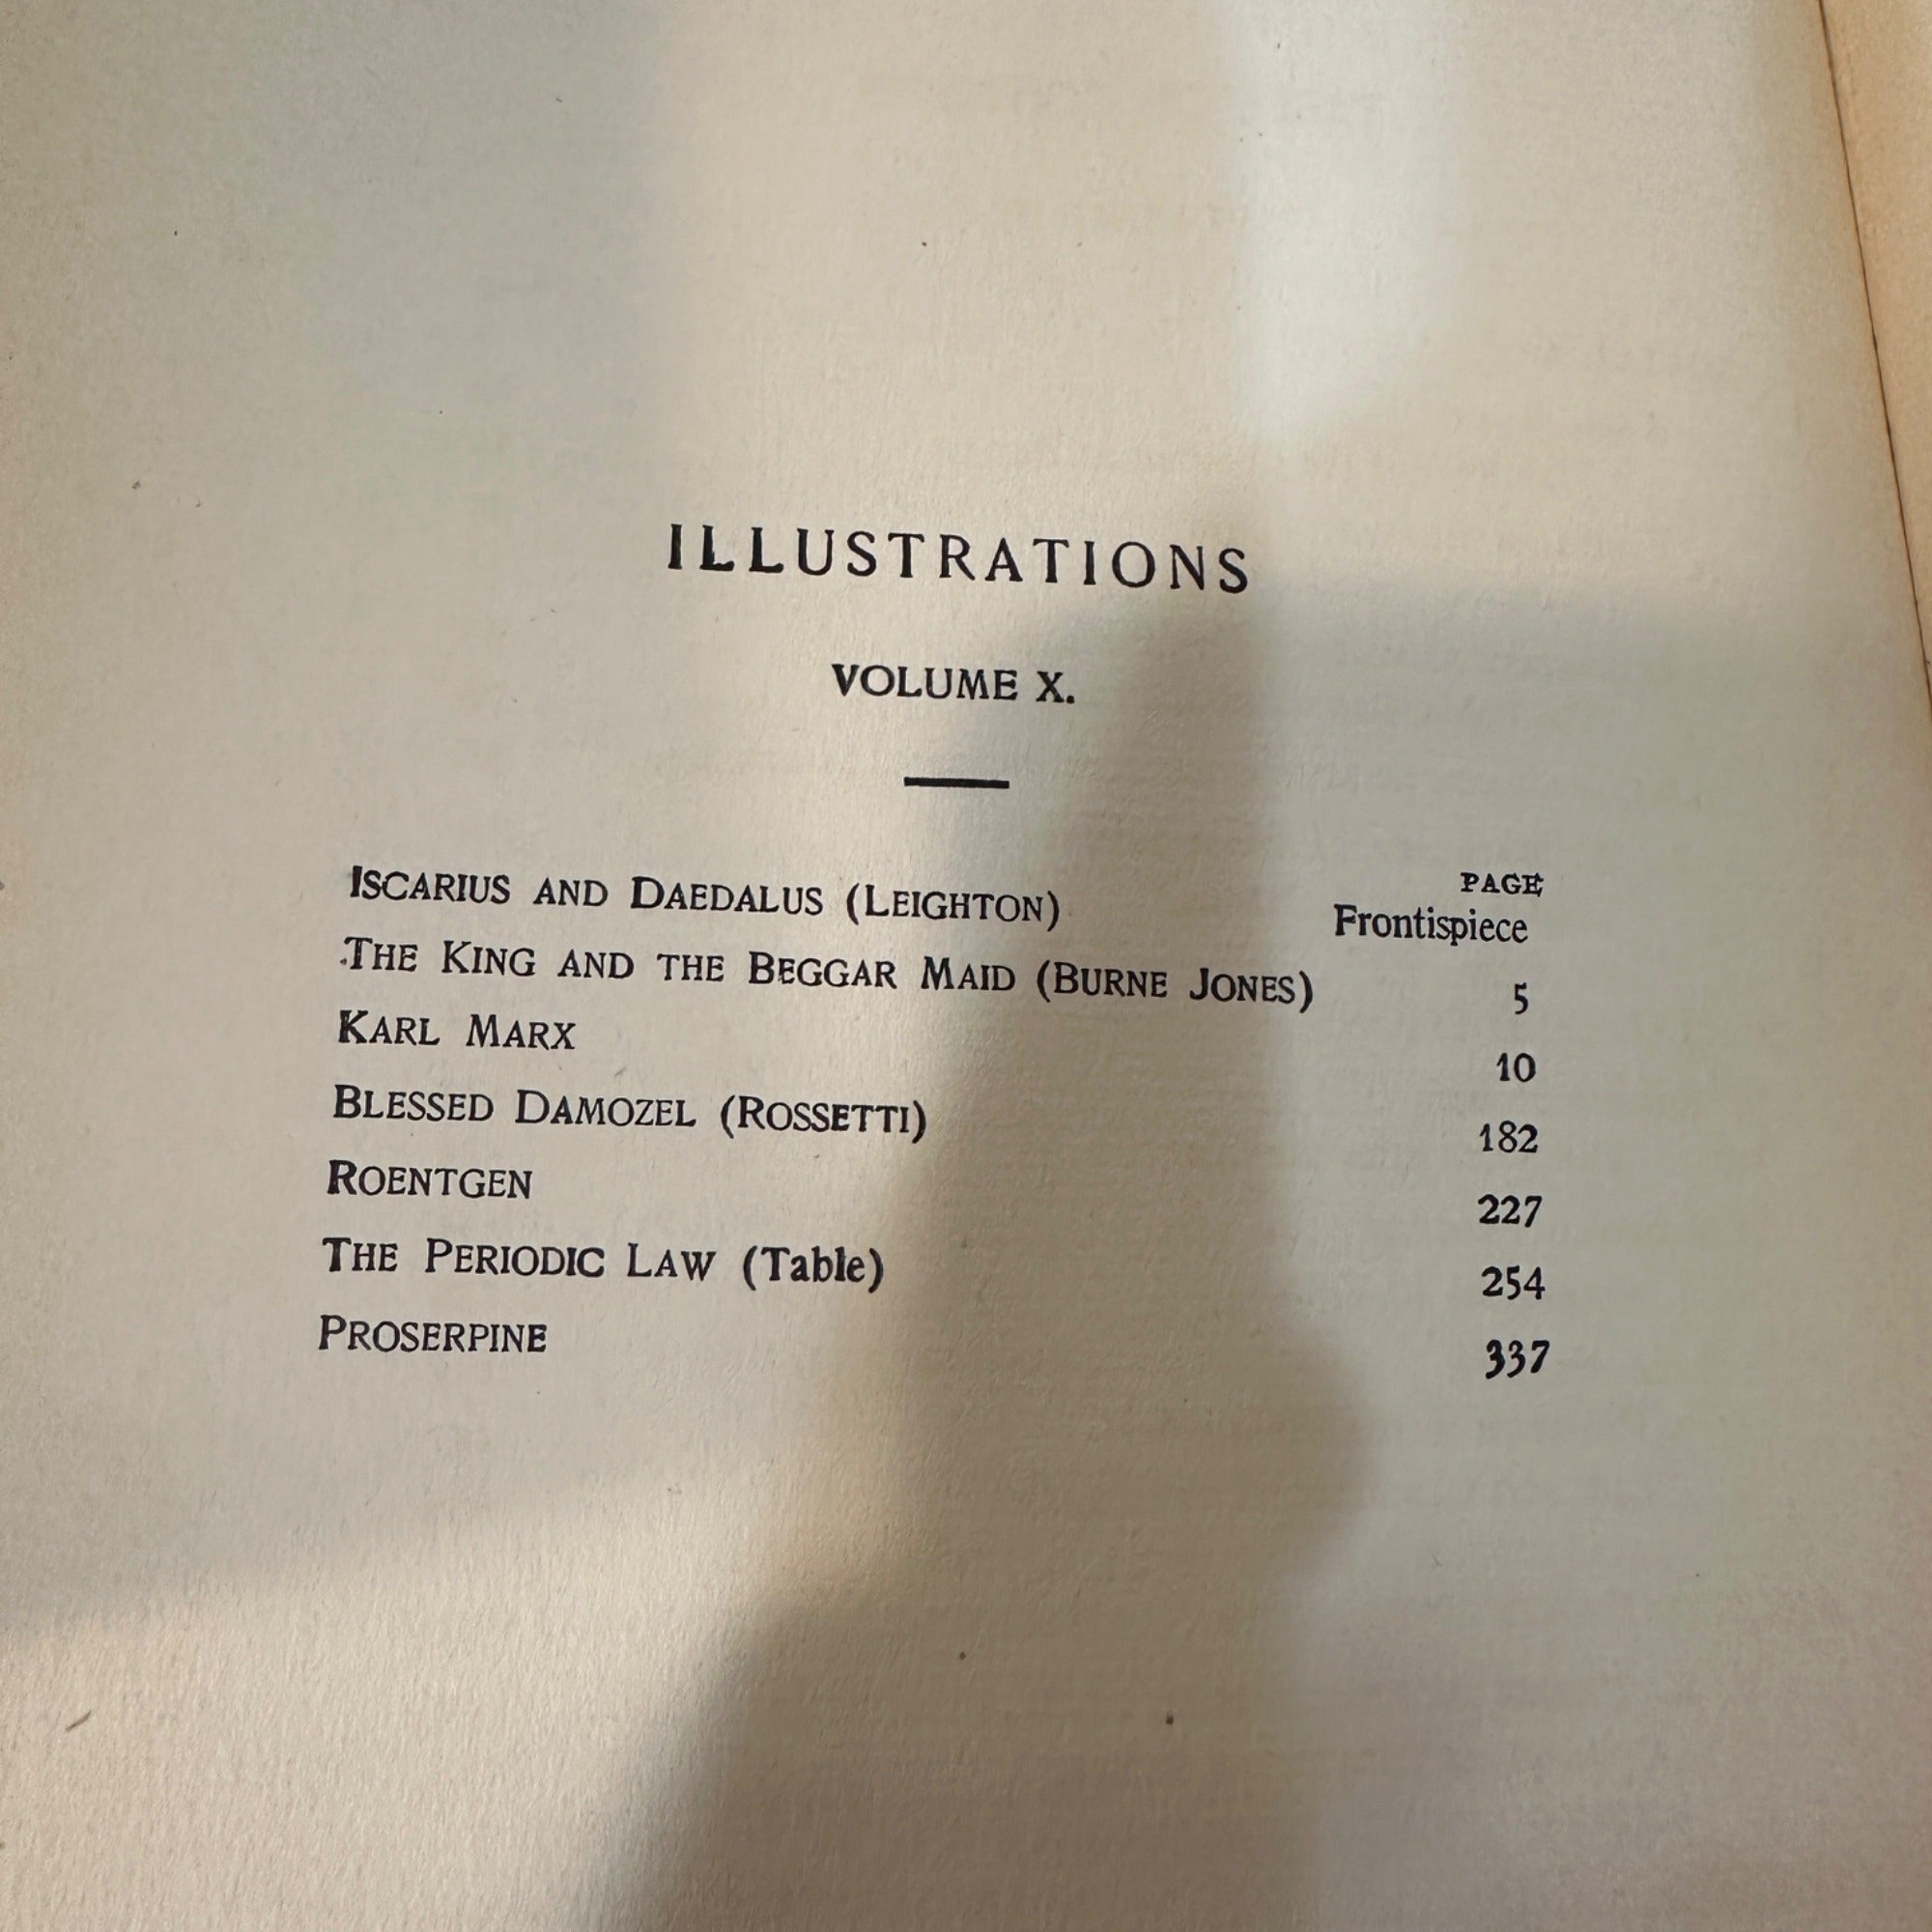 ILLUSTRATIONS
VOLUME X.
PAGE
ISCARIUS AND DAEDALUS (LEIGHTON) Frontispiece
THE KING AND THE BEGGAR MAID (BURNE JONES) 5
KARL MARX 10
BLESSED DAMOZEL (ROSSETTI) 182
ROENTGEN 227
THE PERIODIC LAW (Table) 254
PROSERPINE 337